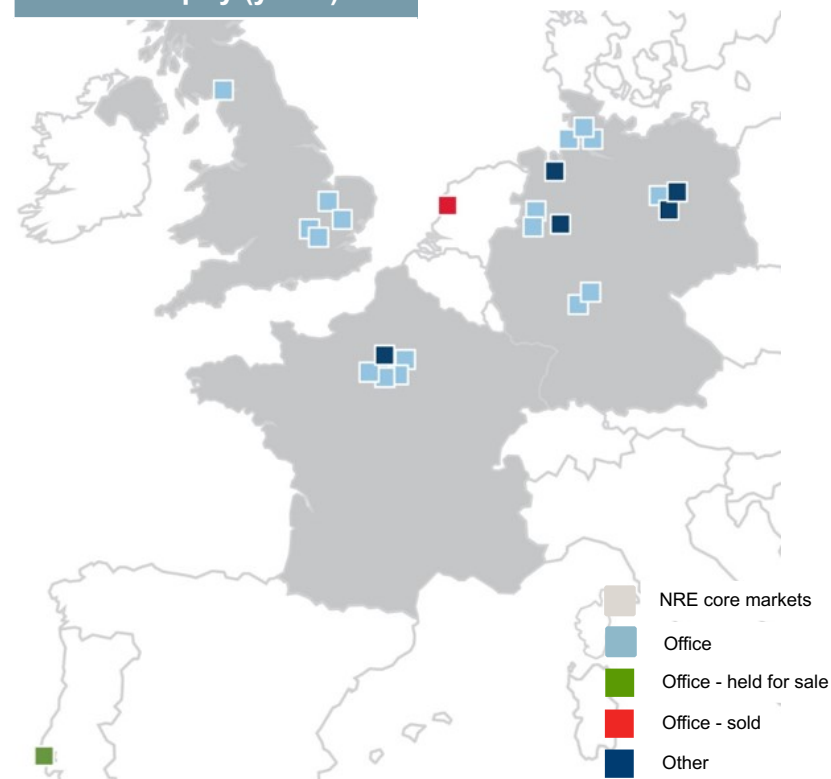 NRE core markets
Office
Office - held for sale
Office - sold
Other